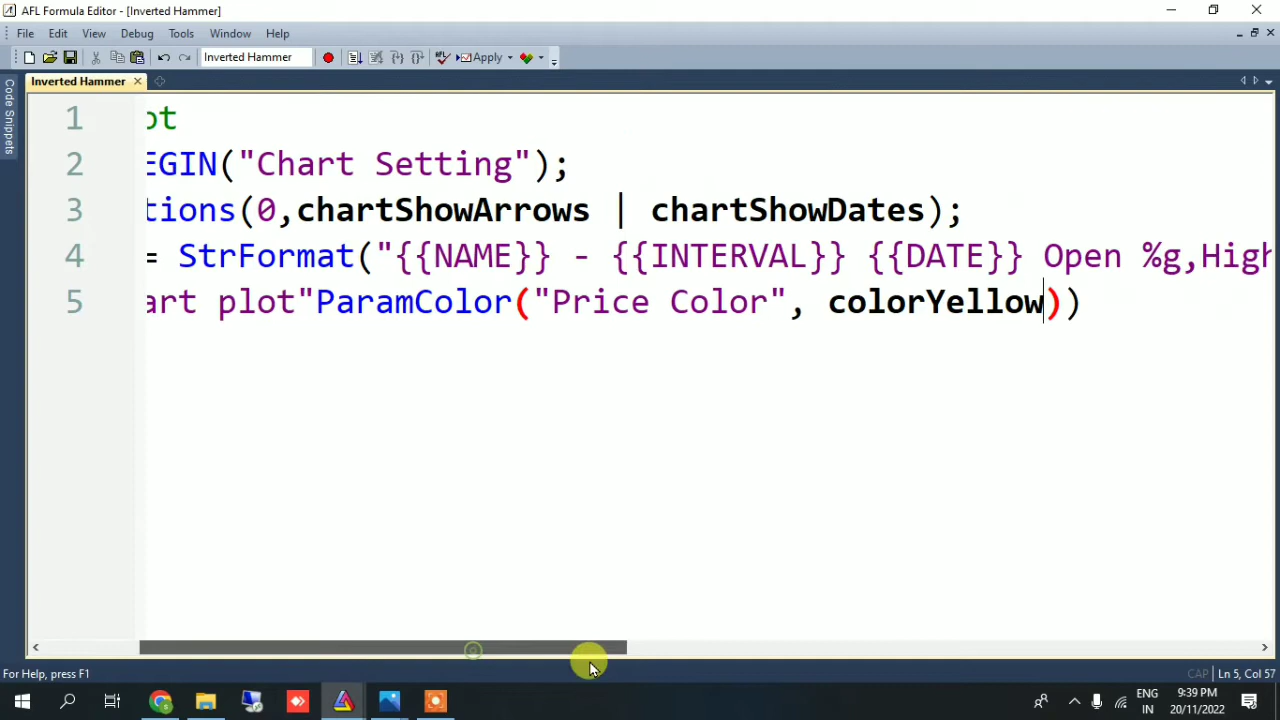 AFL Formula Editor - [Inverted Hammer]
File Edit View Debug Tools Window Help
Inverted Hammer
Apply
Inverted Hammer
Code Snippets
1 ot
2 EGIN("Chart Setting");
3 tions(0,chartShowArrows | chartShowDates);
4 = StrFormat("{{NAME}} - {{INTERVAL}} {{DATE}} Open %g,High
5 art plot"ParamColor("Price Color", colorYellow))
For Help, press F1
CAP
Ln 5, Col 57
ENG
IN
9:39 PM
20/11/2022